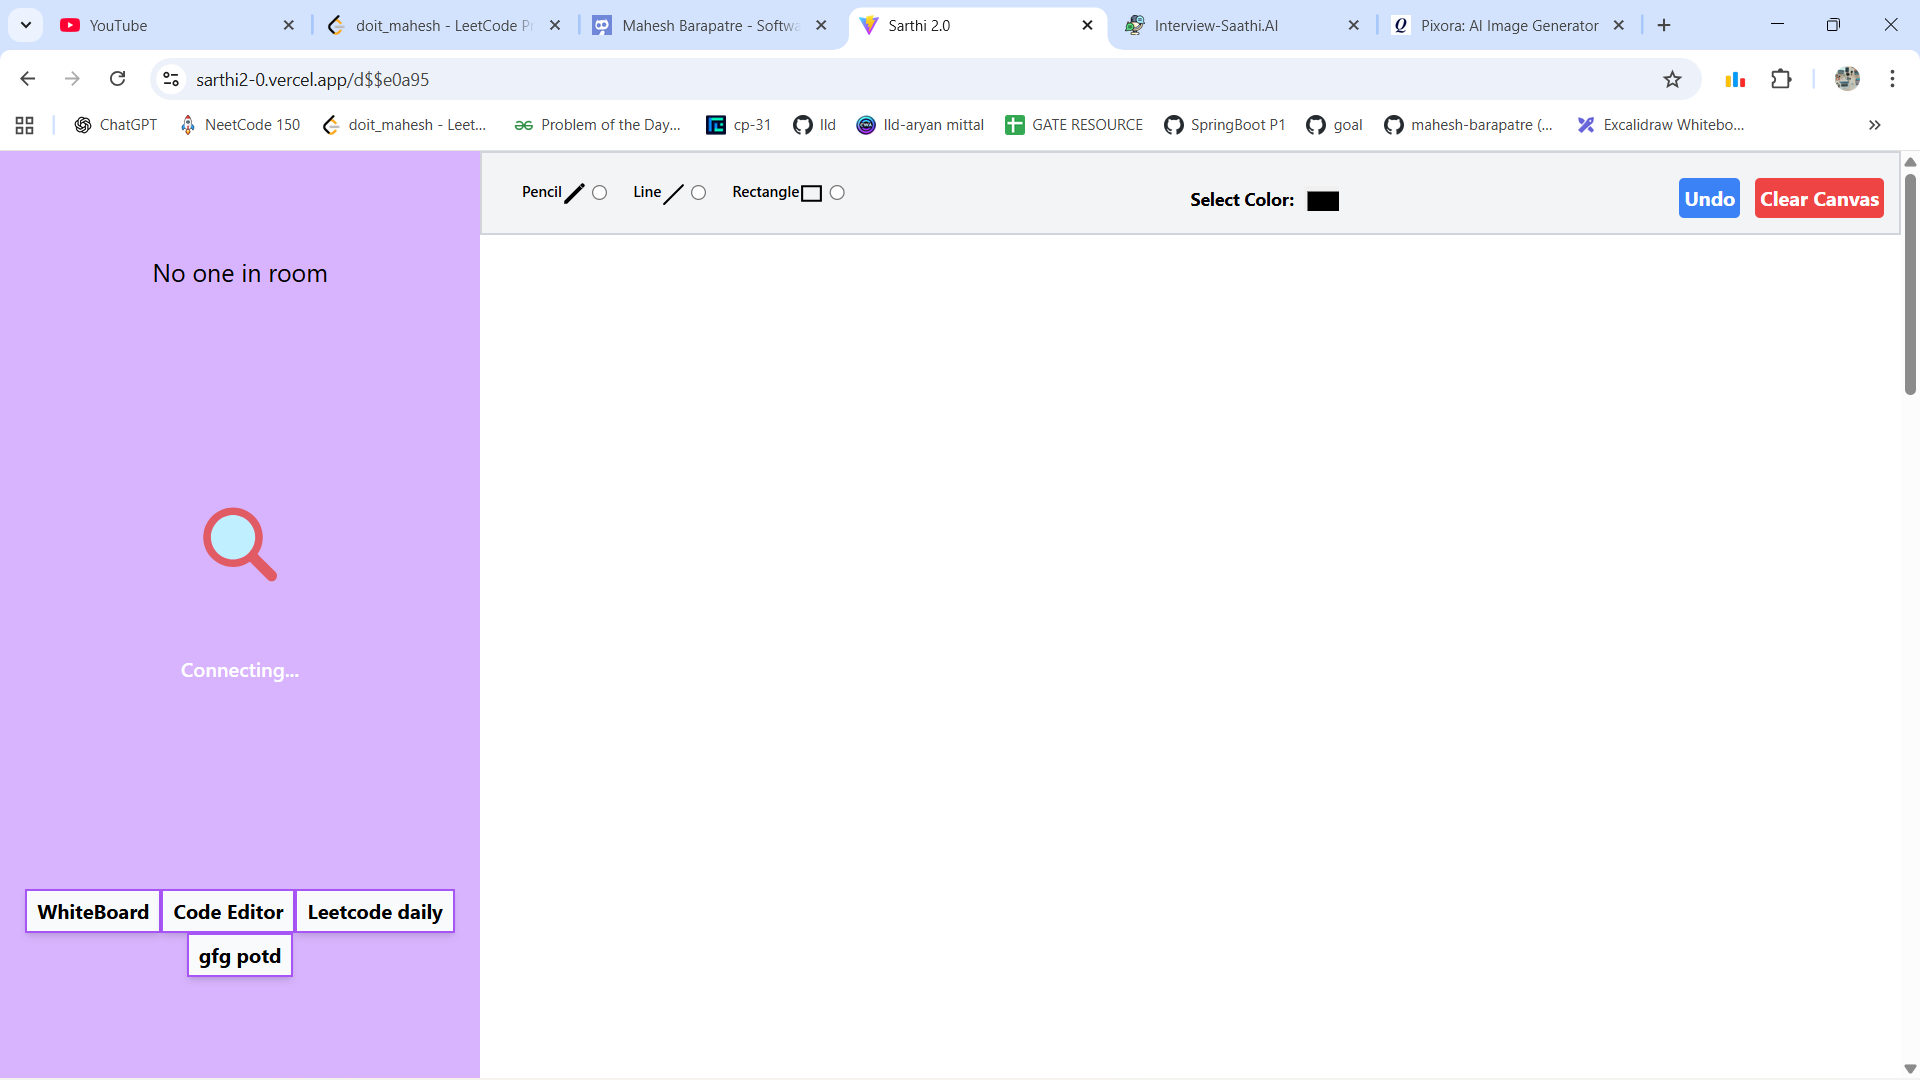 YouTube
doit_mahesh - LeetCode Pr
Mahesh Barapatre - Softwa
Sarthi 2.0
Interview-Saathi.AI
Pixora: AI Image Generator
sarthi2-0.vercel.app/d$$e0a95
ChatGPT
NeetCode 150
doit_mahesh - Leet...
Problem of the Day...
cp-31
lld
lld-aryan mittal
GATE RESOURCE
SpringBoot P1
goal
mahesh-barapatre (...
Excalidraw Whitebo...
Pencil
Line
Rectangle
Select Color:
Undo
Clear Canvas
No one in room
Connecting...
WhiteBoard
Code Editor
Leetcode daily
gfg potd